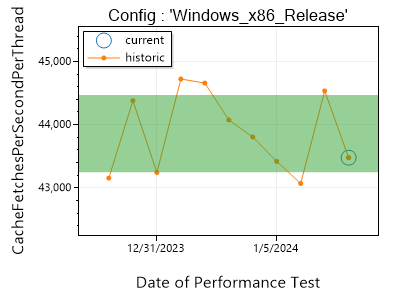 Config : 'Windows_x86_Release'
CacheFetchesPerSecondPerThread
current
historic
45,000
44,000
43,000
12/31/2023
1/5/2024
Date of Performance Test